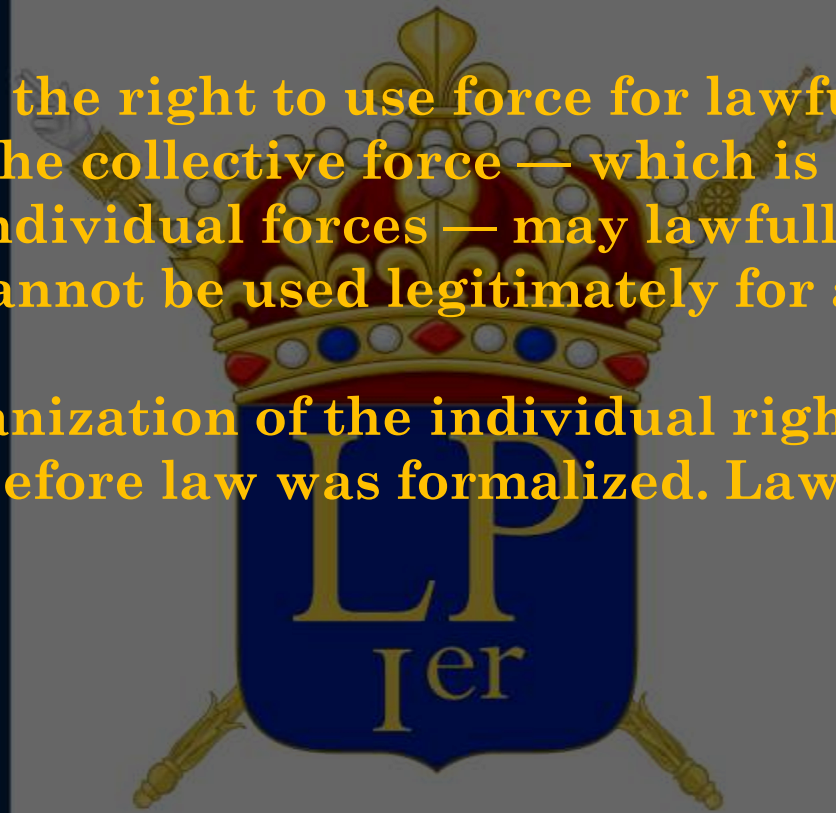 the right to use force for lawfu
he collective force — which is
ndividual forces — may lawfull
annot be used legitimately for a
anization of the individual righ
efore law was formalized. Law
LP
Ier